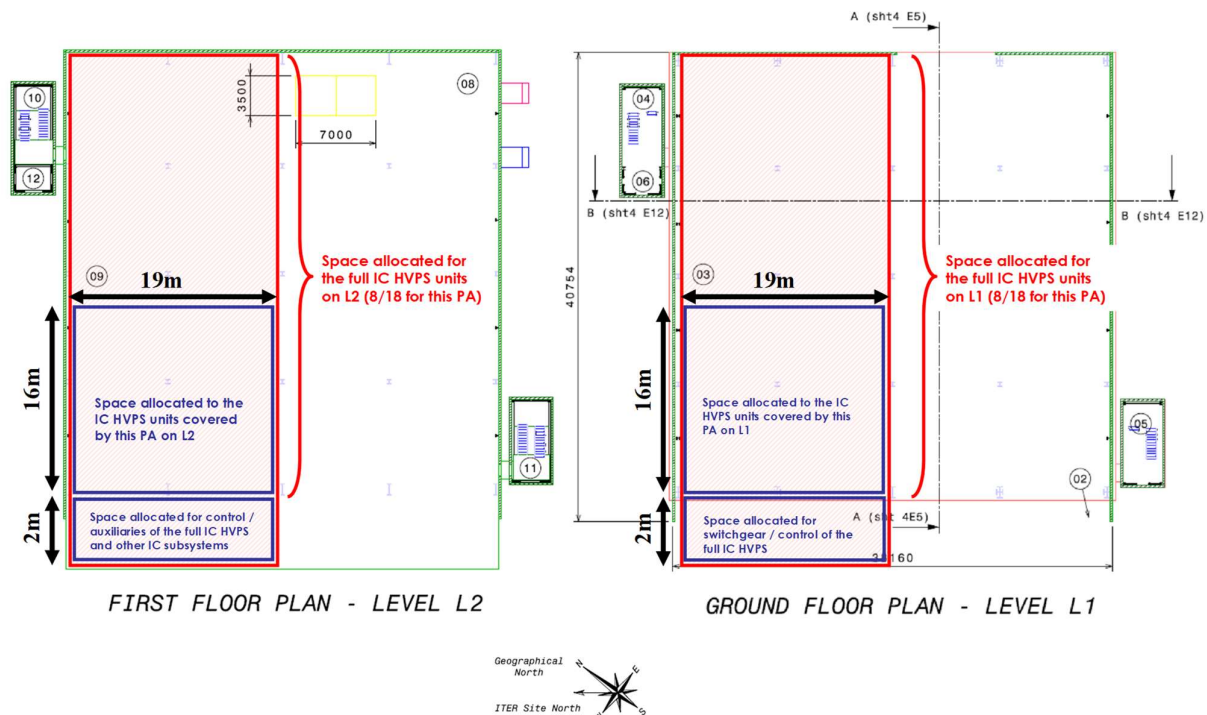 A (sht4 E5)
10
3500
7000
08
04
12
06
B (sht4 E12)
B (sht4 E12)
09
19m
Space allocated for
the full IC HVPS units
on L2 (8/18 for this PA)
40754
03
19m
Space allocated for
the full IC HVPS units
on L1 (8/18 for this PA)
16m
Space allocated to the
IC HVPS units covered
by this PA on L2
11
16m
Space allocated to the IC
HVPS units covered by this
PA on L1
05
02
2m
Space allocated for control /
auxiliaries of the full IC HVPS
and other IC subsystems
2m
Space allocated for
switchgear / control of the
full IC HVPS
A (sht 4E5)
FIRST FLOOR PLAN - LEVEL L2
GROUND FLOOR PLAN - LEVEL L1
Geographical
North
N
E
ITER Site North
S